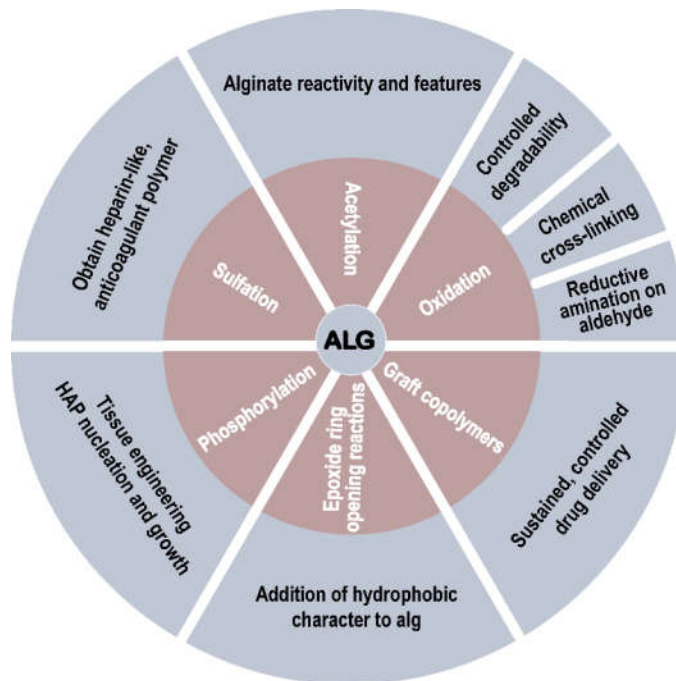 Alginate reactivity and features
Controlled
degradability
Chemical
cross-linking
Reductive
amination on
aldehyde
Sustained, controlled
drug delivery
Addition of hydrophobic
character to alg
Tissue engineering
HAP nucleation and growth
Obtain heparin-like,
anticoagulant polymer
Acetylation
Oxidation
Graft copolymers
Epoxide ring
opening reactions
Phosphorylation
Sulfation
ALG